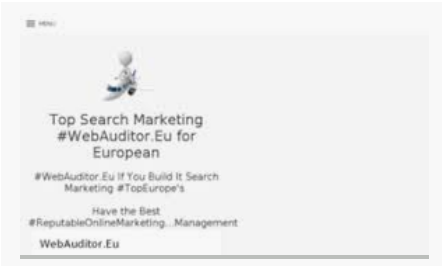 MENU
Top Search Marketing
#WebAuditor.Eu for
European
#WebAuditor.Eu If You Build It Search
Marketing #TopEurope's
Have the Best
#ReputableOnlineMarketing...Management
WebAuditor.Eu